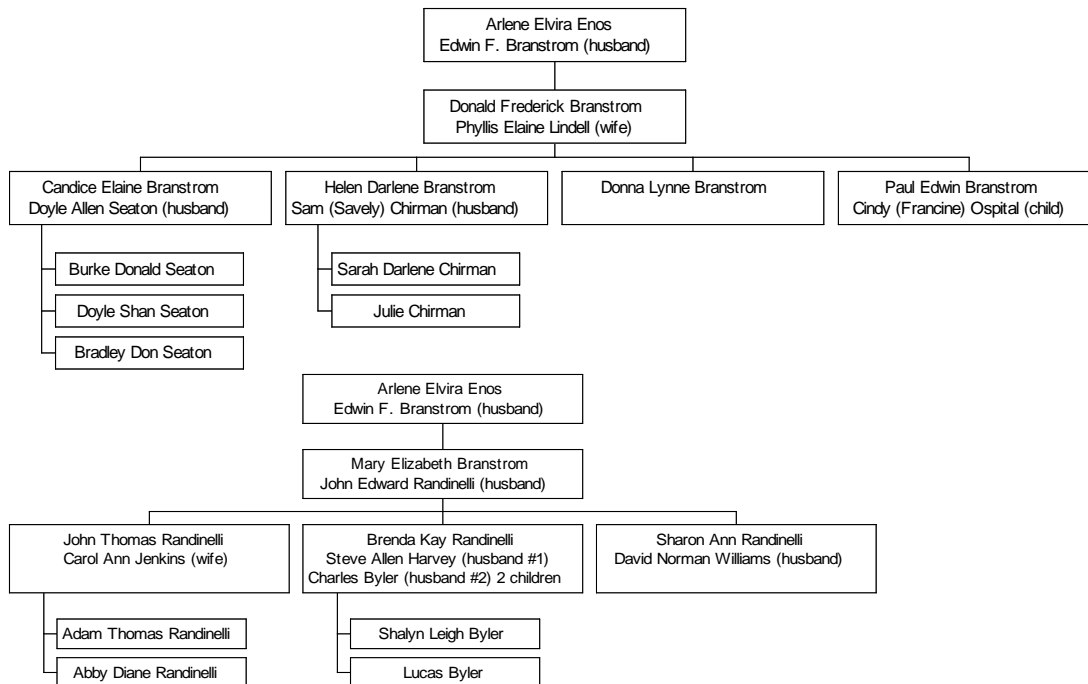 Arlene Elvira Enos
Edwin F. Branstrom (husband)
Donald Frederick Branstrom
Phyllis Elaine Lindell (wife)
Candice Elaine Branstrom
Doyle Allen Seaton (husband)
Helen Darlene Branstrom
Sam (Savely) Chirman (husband)
Donna Lynne Branstrom
Paul Edwin Branstrom
Cindy (Francine) Ospital (child)
Burke Donald Seaton
Doyle Shan Seaton
Bradley Don Seaton
Sarah Darlene Chirman
Julie Chirman
Arlene Elvira Enos
Edwin F. Branstrom (husband)
Mary Elizabeth Branstrom
John Edward Randinelli (husband)
John Thomas Randinelli
Carol Ann Jenkins (wife)
Brenda Kay Randinelli
Steve Allen Harvey (husband #1)
Charles Byler (husband #2) 2 children
Sharon Ann Randinelli
David Norman Williams (husband)
Adam Thomas Randinelli
Abby Diane Randinelli
Shalyn Leigh Byler
Lucas Byler